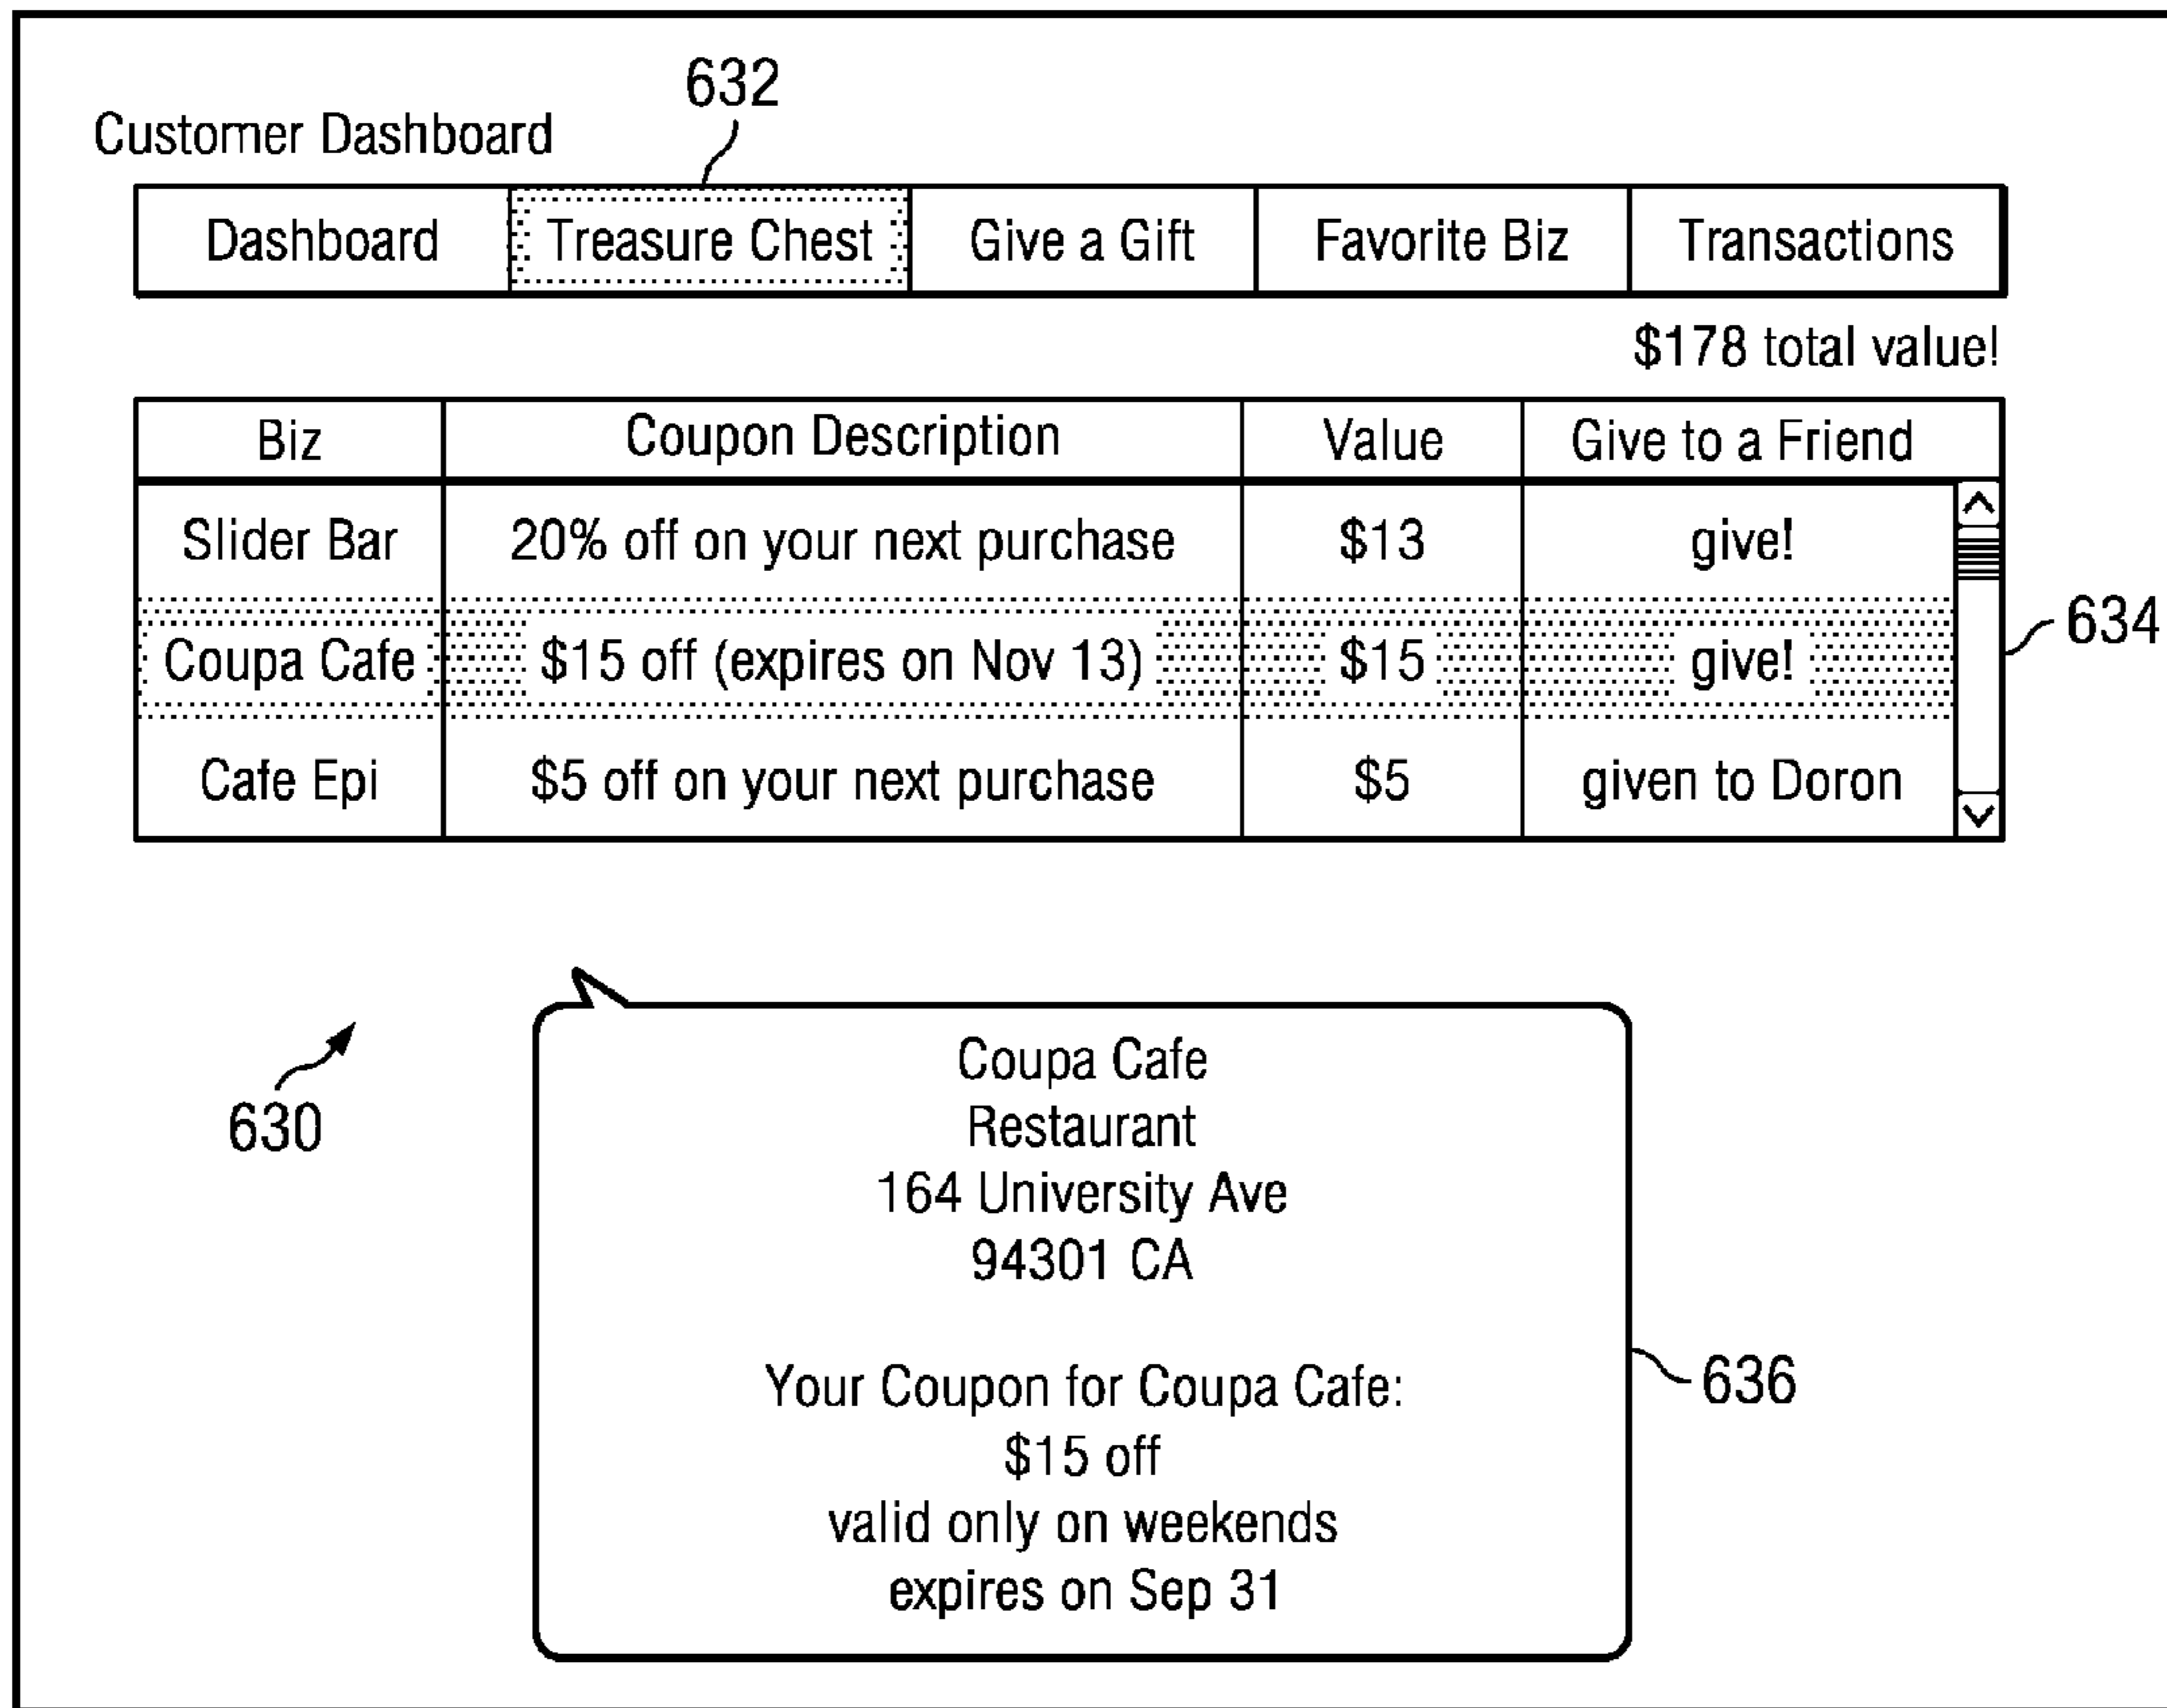 632
Customer Dashboard
Dashboard Treasure Chest Give a Gift Favorite Biz Transactions
$178 total value!
Biz Coupon Description Value Give to a Friend
Slider Bar 20% off on your next purchase $13 give!
634
Coupa Cafe $15 off (expires on Nov 13) $15 give!
Cafe Epi $5 off on your next purchase $5 given to Doron
630
Coupa Cafe
Restaurant
164 University Ave
94301 CA
636
Your Coupon for Coupa Cafe:
$15 off
valid only on weekends
expires on Sep 31